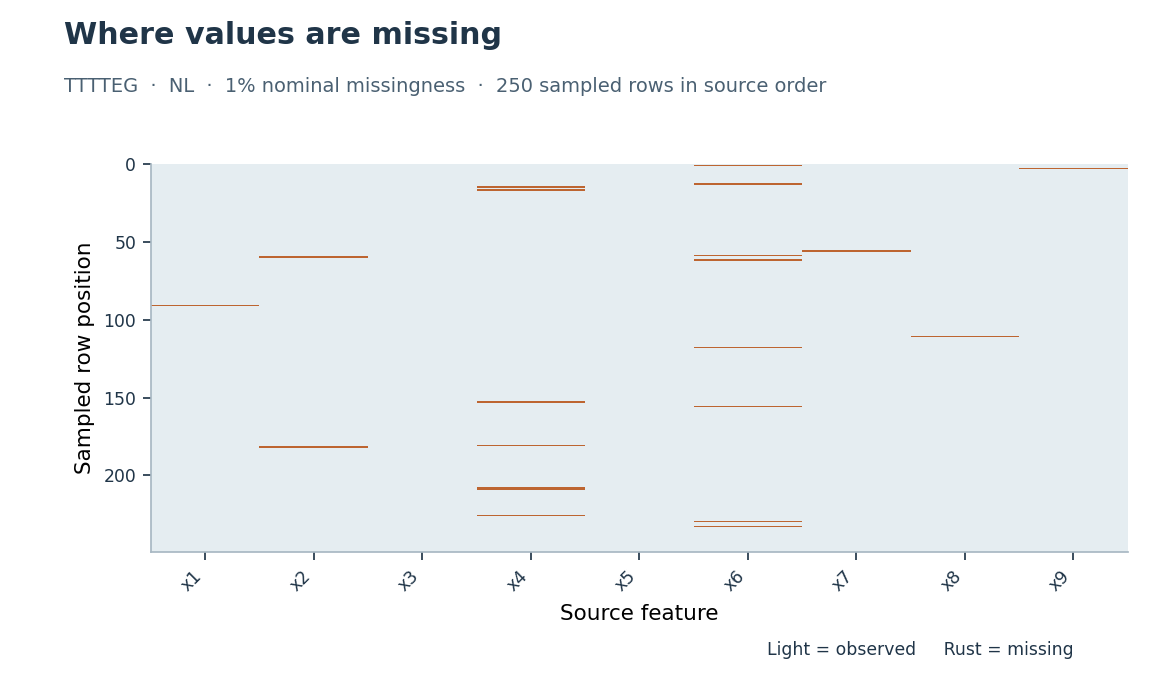 Where values are missing
TTTTEG · NL · 1% nominal missingness · 250 sampled rows in source order
0
50
100
150
200
Sampled row position
x1 x2 x3 x4 x5 x6 x7 x8 x9
Source feature
Light = observed Rust = missing